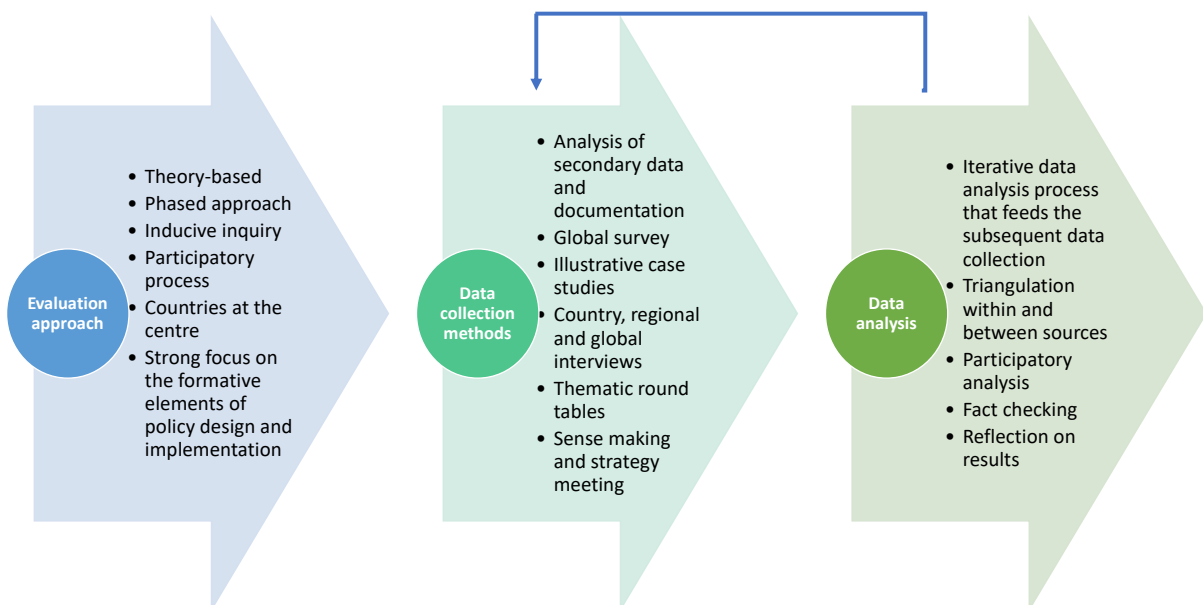 Evaluation
approach
• Theory-based
• Phased approach
• Inducive inquiry
• Participatory
process
• Countries at the
centre
• Strong focus on
the formative
elements of
policy design and
implementation
Data
collection
methods
• Analysis of
secondary data
and
documentation
• Global survey
• Illustrative case
studies
• Country, regional
and global
interviews
• Thematic round
tables
• Sense making
and strategy
meeting
Data
analysis
• Iterative data
analysis process
that feeds the
subsequent data
collection
• Triangulation
within and
between sources
• Participatory
analysis
• Fact checking
• Reflection on
results